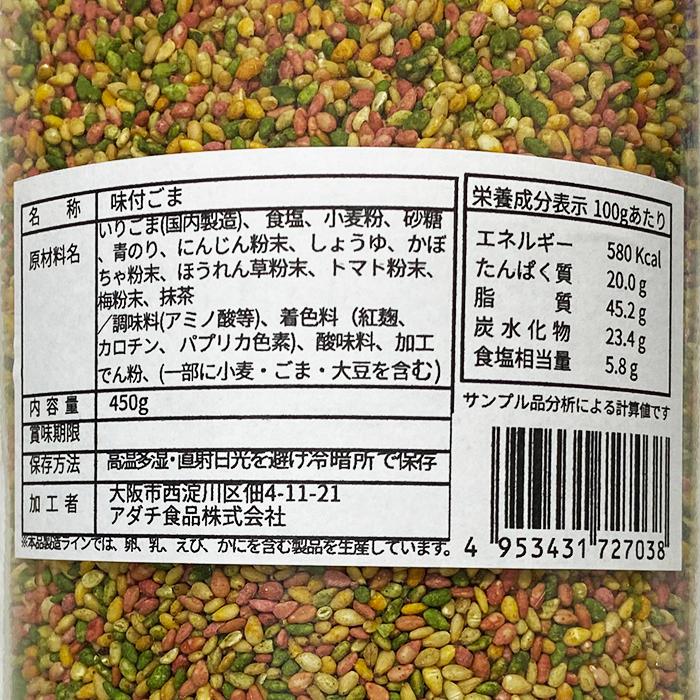 名 称 味付ごま
原材料名 いりごま(国内製造)、食塩、小麦粉、砂糖
、青のり、にんじん粉末、しょうゆ、かぼ
ちゃ粉末、ほうれん草粉末、トマト粉末、
梅粉末、抹茶
/調味料(アミノ酸等)、着色料(紅麹、
カロチン、パプリカ色素)、酸味料、加工
でん粉、(一部に小麦・ごま・大豆を含む)
内容量 450g
賞味期限
保存方法 高温多湿・直射日光を避け冷暗所で保存
加工者 大阪市西淀川区佃4-11-21
アダチ食品株式会社
※本品製造ラインでは、卵、乳、えび、かにを含む製品を生産しています。
栄養成分表示 100gあたり
エネルギー 580 Kcal
たんぱく質 20.0g
脂質 45.2g
炭水化物 23.4g
食塩相当量 5.8g
サンプル品分析による計算値です
4 953431 727038